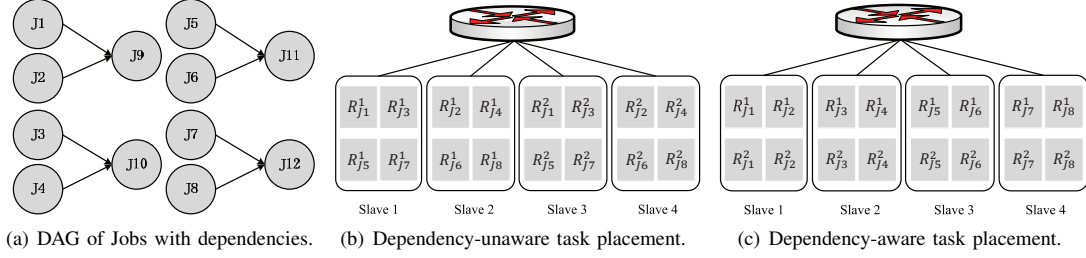 J1
J2
J9
J5
J6
J11
J3
J4
J10
J7
J8
J12
(a) DAG of Jobs with dependencies.
R^1_{J1} R^1_{J3} R^1_{J2} R^1_{J4} R^2_{J1} R^2_{J3} R^2_{J2} R^2_{J4}
R^1_{J5} R^1_{J7} R^1_{J6} R^1_{J8} R^2_{J5} R^2_{J7} R^2_{J6} R^2_{J8}
Slave 1 Slave 2 Slave 3 Slave 4
(b) Dependency-unaware task placement.
R^1_{J1} R^1_{J2} R^1_{J3} R^1_{J4} R^1_{J5} R^1_{J6} R^1_{J7} R^1_{J8}
R^2_{J1} R^2_{J2} R^2_{J3} R^2_{J4} R^2_{J5} R^2_{J6} R^2_{J7} R^2_{J8}
Slave 1 Slave 2 Slave 3 Slave 4
(c) Dependency-aware task placement.